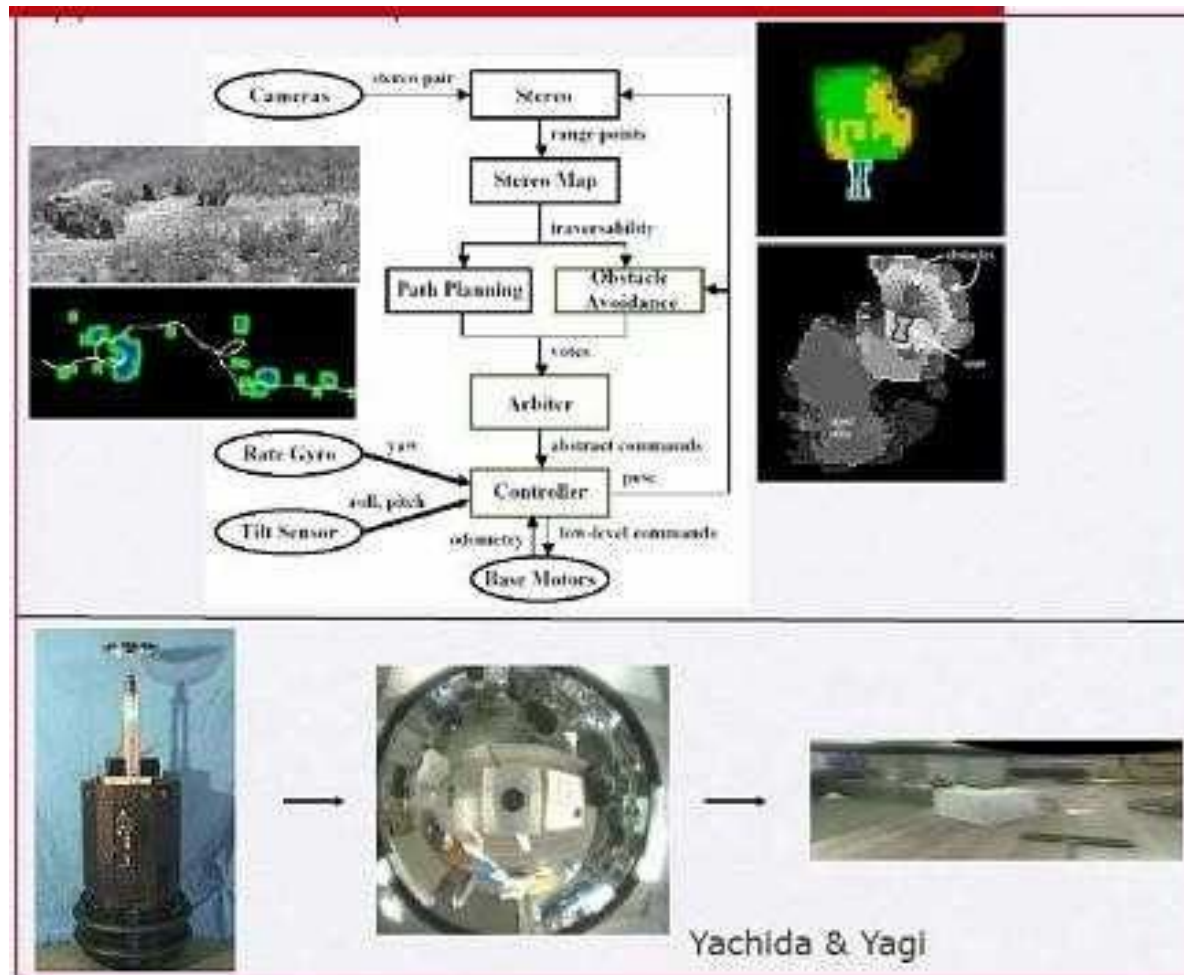 stereo pair
Cameras
Stereo
range points
Stereo Map
traversability
Path Planning
Obstacle
Avoidance
votes
Arbiter
Rate Gyro
yaw
abstract commands
Controller
pose
roll, pitch
Tilt Sensor
odometry
low-level commands
Base Motors
obstacles
Yachida & Yagi